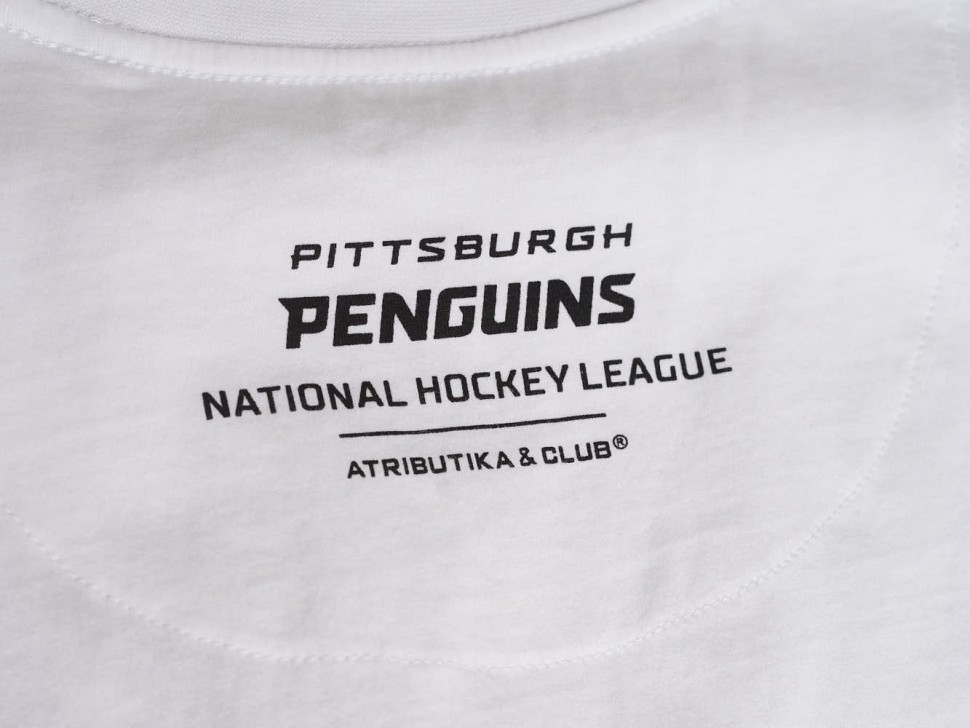 PITTSBURGH
PENGUINS
NATIONAL HOCKEY LEAGUE
ATRIBUTIKA & CLUB®